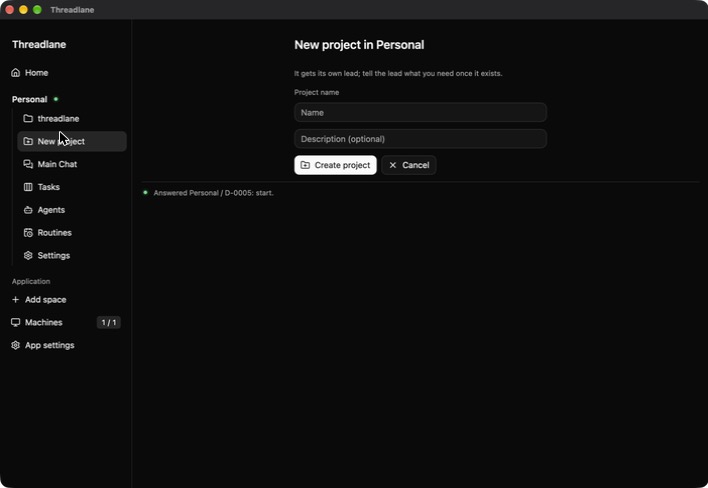 Threadlane
Threadlane
Home
Personal
threadlane
New project
Main Chat
Tasks
Agents
Routines
Settings
Application
Add space
Machines 1 / 1
App settings
New project in Personal
It gets its own lead; tell the lead what you need once it exists.
Project name
Name
Description (optional)
Create project Cancel
Answered Personal / D-0005: start.